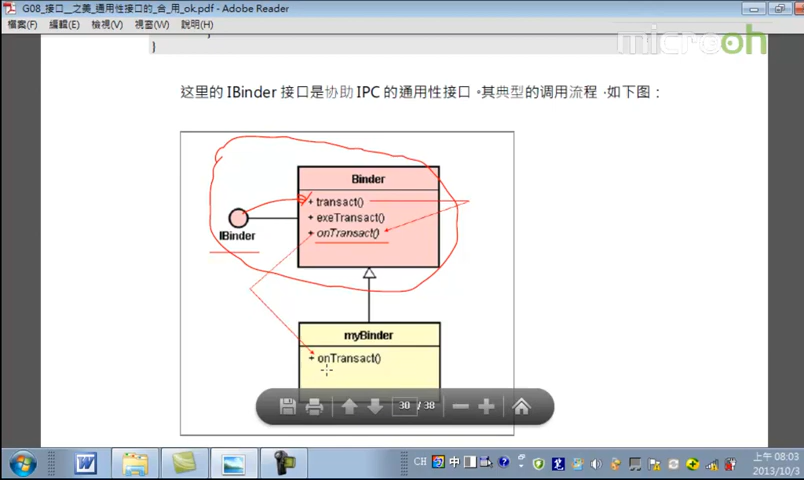 G08_接口__之美_通用性接口的_合_用_ok.pdf - Adobe Reader
檔案(F) 編輯(E) 檢視(V) 視窗(W) 說明(H)
microoh
}
这里的 IBinder 接口是协助 IPC 的通用性接口。其典型的调用流程，如下图：
Binder
+ transact()
+ exeTransact()
+ onTransact()
IBinder
myBinder
+ onTransact()
30 / 38
CH 中
上午 08:03
2013/10/3